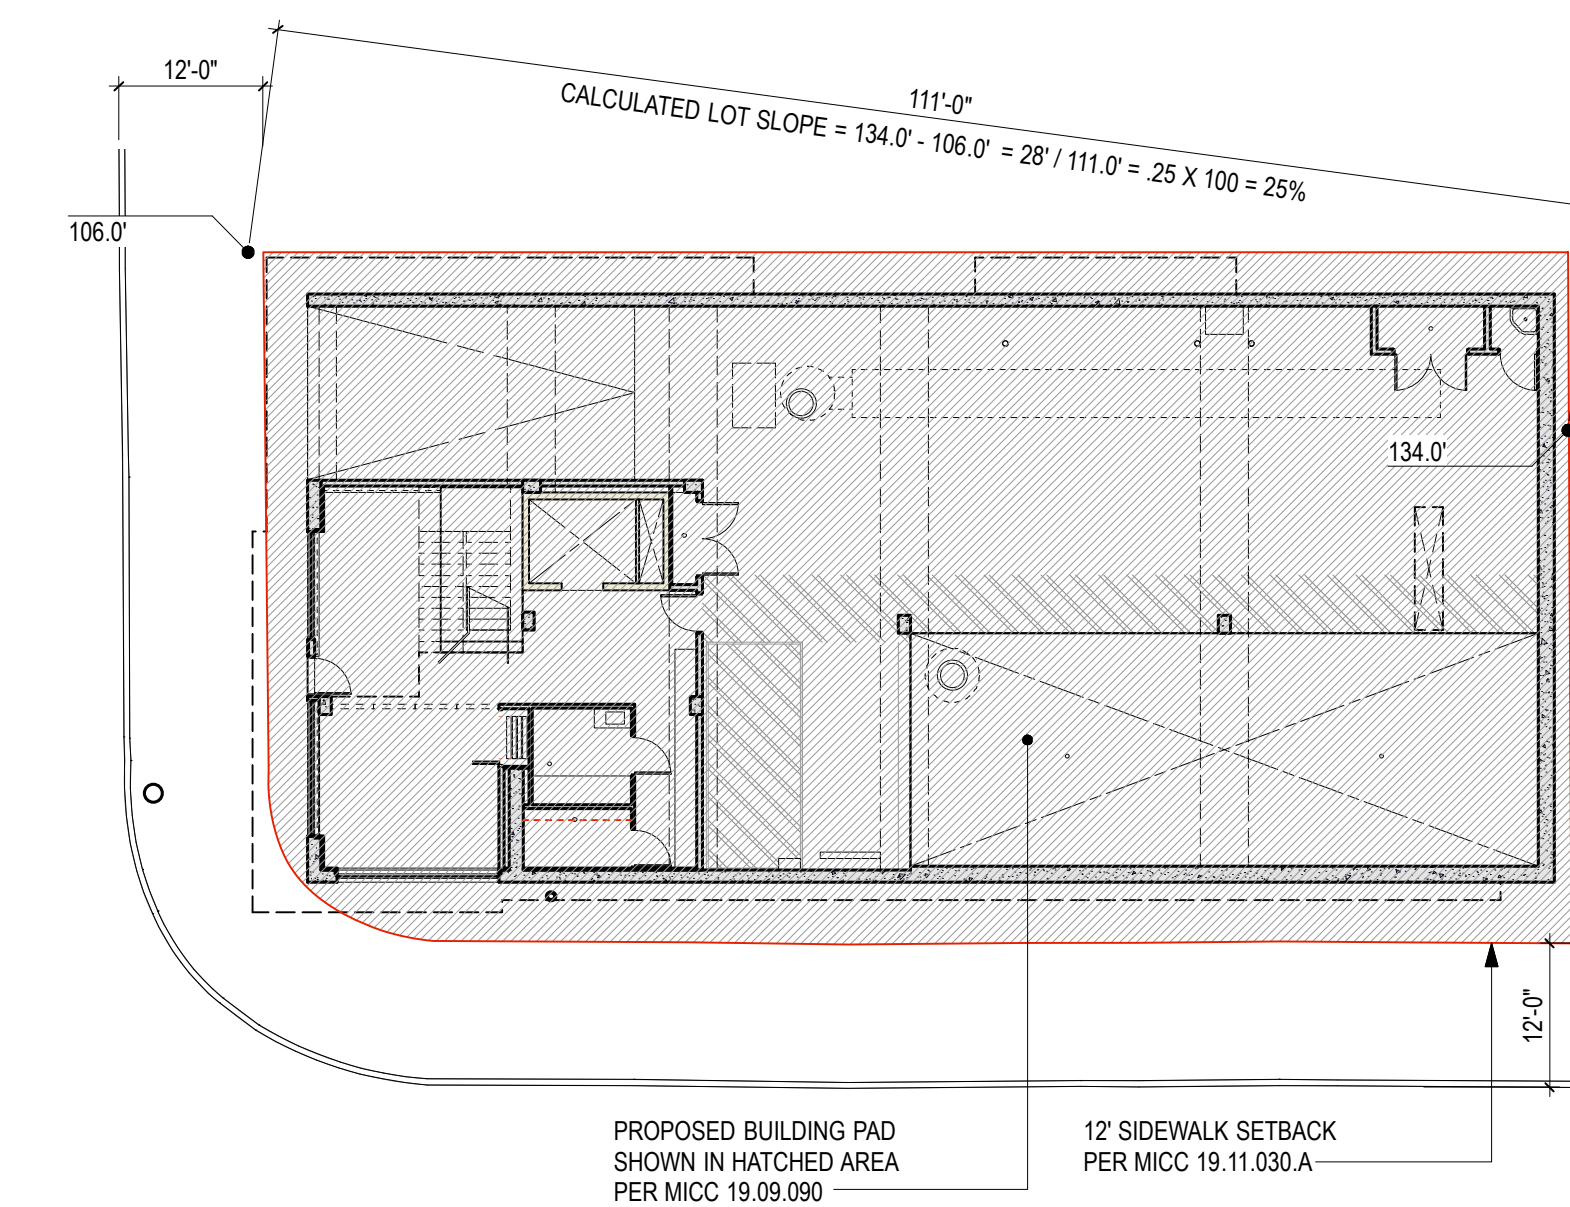 12'-0"
111'-0"
CALCULATED LOT SLOPE = 134.0' - 106.0' = 28' / 111.0' = .25 X 100 = 25%
106.0'
134.0'
12'-0"
PROPOSED BUILDING PAD
SHOWN IN HATCHED AREA
PER MICC 19.09.090
12' SIDEWALK SETBACK
PER MICC 19.11.030.A